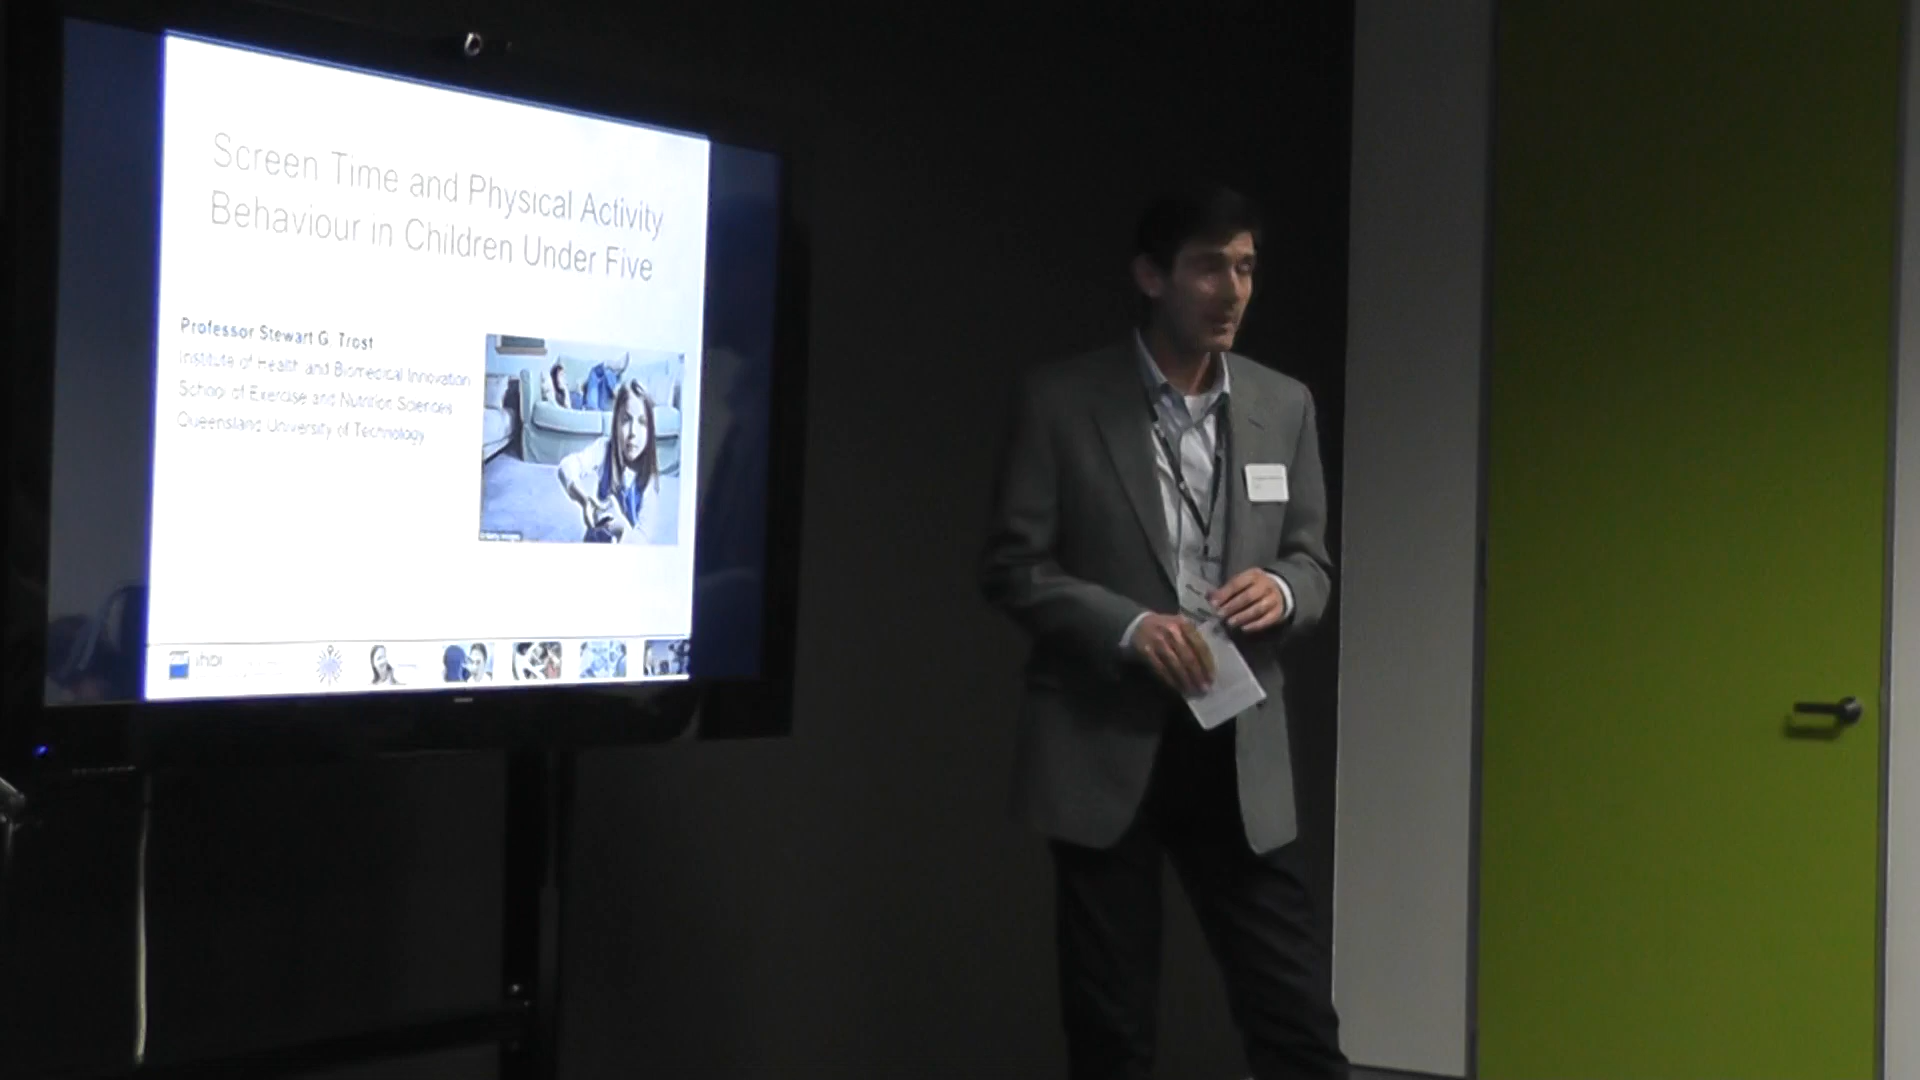 Screen Time and Physical Activity
Behaviour in Children Under Five
Professor Stewart G. Trost
Institute of Health and Biomedical Innovation
School of Exercise and Nutrition Sciences
Queensland University of Technology
ihbi